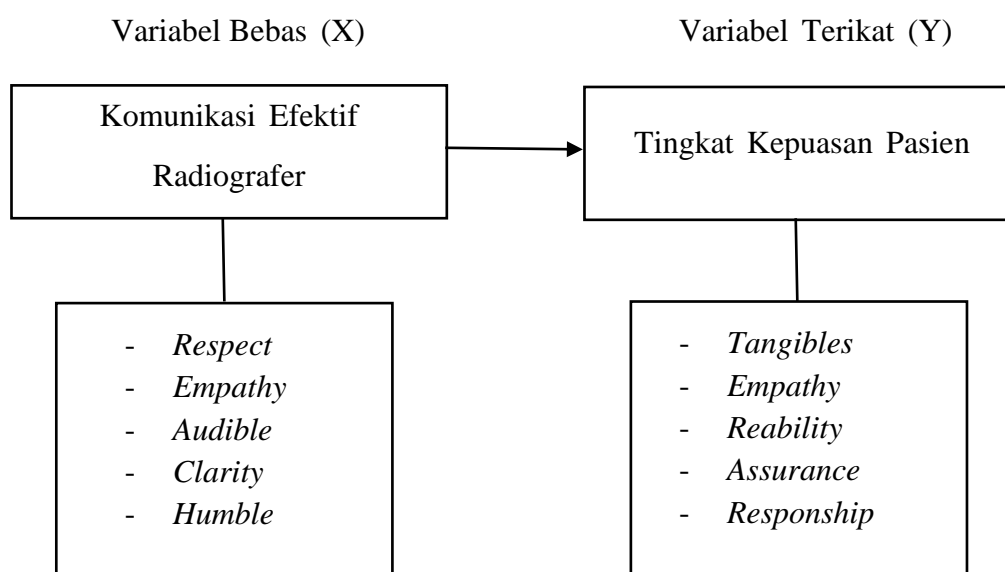 Variabel Bebas (X)
Variabel Terikat (Y)
Komunikasi Efektif
Radiografer
Tingkat Kepuasan Pasien
- Respect
- Empathy
- Audible
- Clarity
- Humble
- Tangibles
- Empathy
- Reability
- Assurance
- Responship